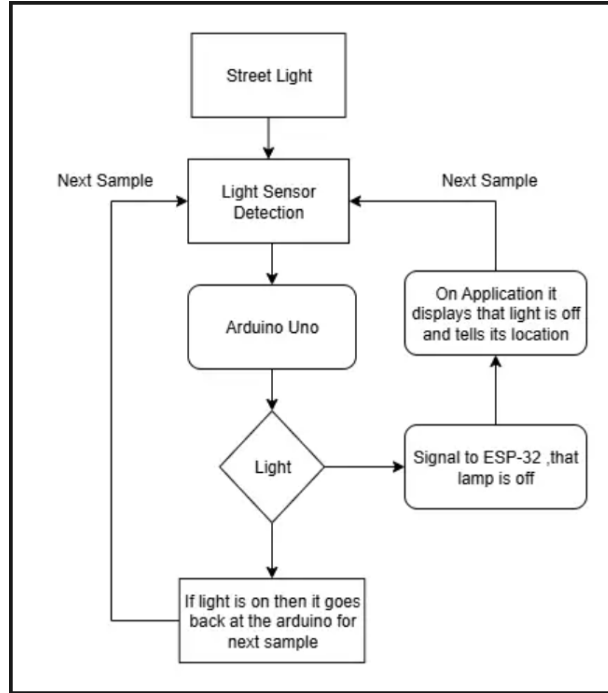 Street Light
Next Sample
Next Sample
Light Sensor
Detection
On Application it
displays that light is off
and tells its location
Arduino Uno
Light
Signal to ESP-32 ,that
lamp is off
If light is on then it goes
back at the arduino for
next sample